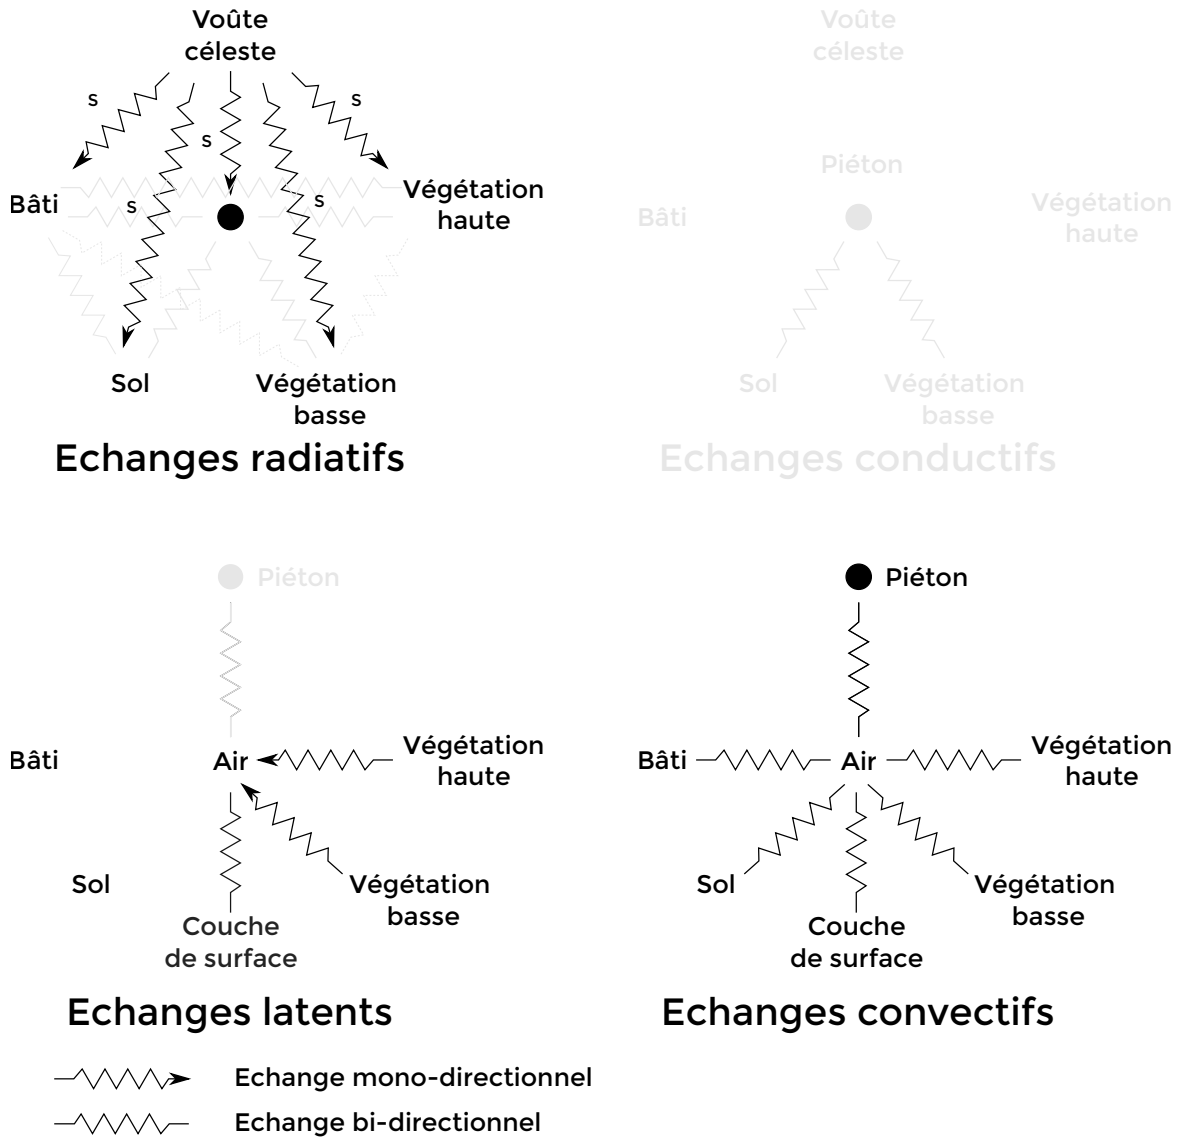 Voûte
céleste
s
s
s
s
s
Bâti
Végétation
haute
Sol
Végétation
basse
Echanges radiatifs
Voûte
céleste
Piéton
Bâti
Végétation
haute
Sol
Végétation
basse
Echanges conductifs
Piéton
Bâti
Air
Végétation
haute
Sol
Végétation
basse
Couche
de surface
Echanges latents
Piéton
Bâti
Air
Végétation
haute
Sol
Végétation
basse
Couche
de surface
Echanges convectifs
Echange mono-directionnel
Echange bi-directionnel